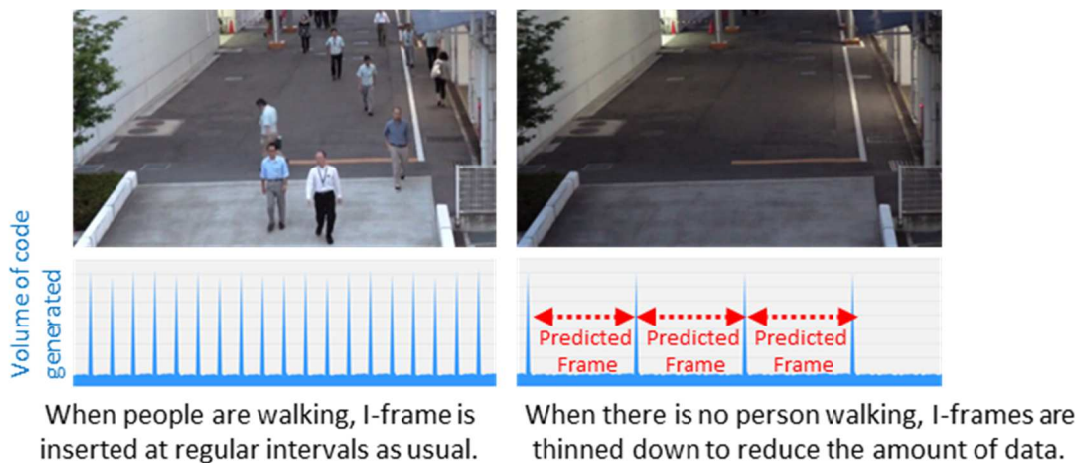 Volume of code
generated
Predicted
Frame
Predicted
Frame
Predicted
Frame
When people are walking, I-frame is
inserted at regular intervals as usual.
When there is no person walking, I-frames are
thinned down to reduce the amount of data.